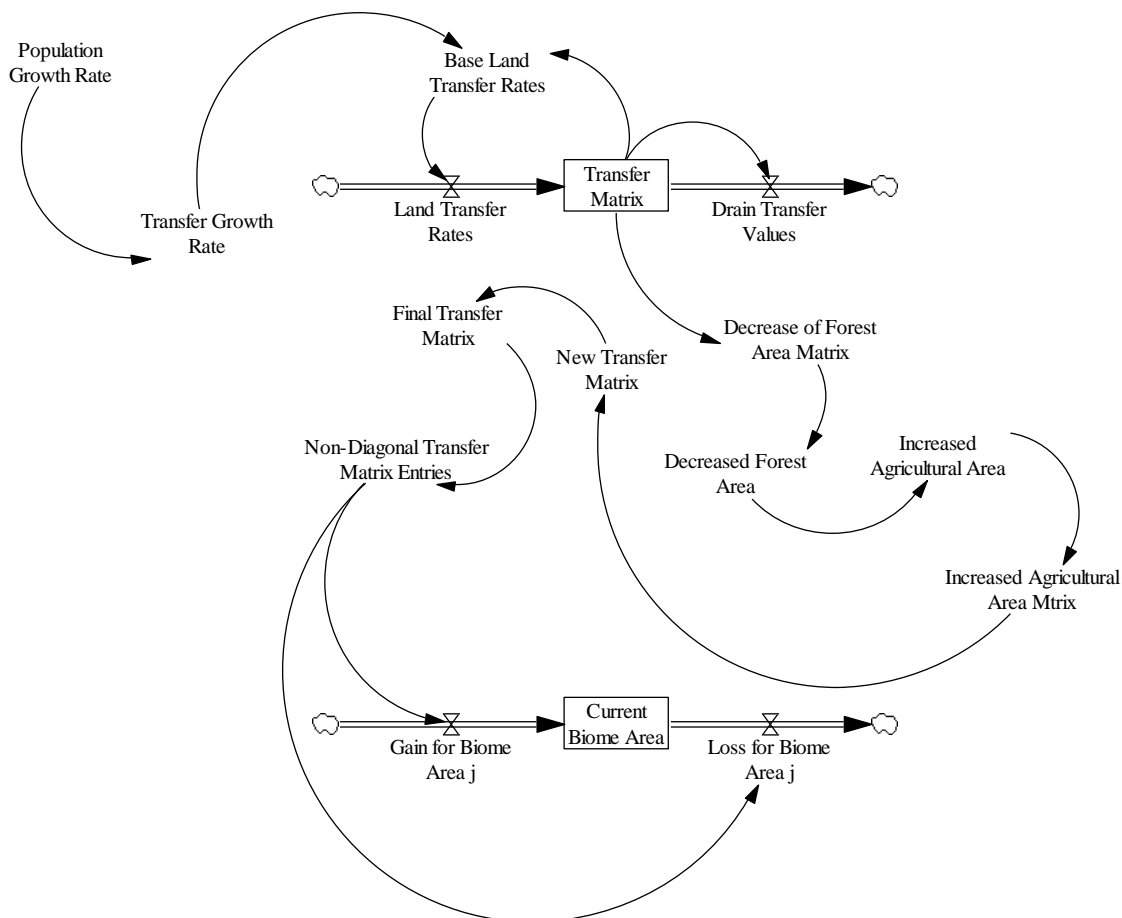 Population
Growth Rate
Base Land
Transfer Rates
Transfer
Matrix
Transfer Growth
Rate
Land Transfer
Rates
Drain Transfer
Values
Final Transfer
Matrix
New Transfer
Matrix
Decrease of Forest
Area Matrix
Non-Diagonal Transfer
Matrix Entries
Decreased Forest
Area
Increased
Agricultural Area
Increased Agricultural
Area Mtrix
Current
Biome Area
Gain for Biome
Area j
Loss for Biome
Area j